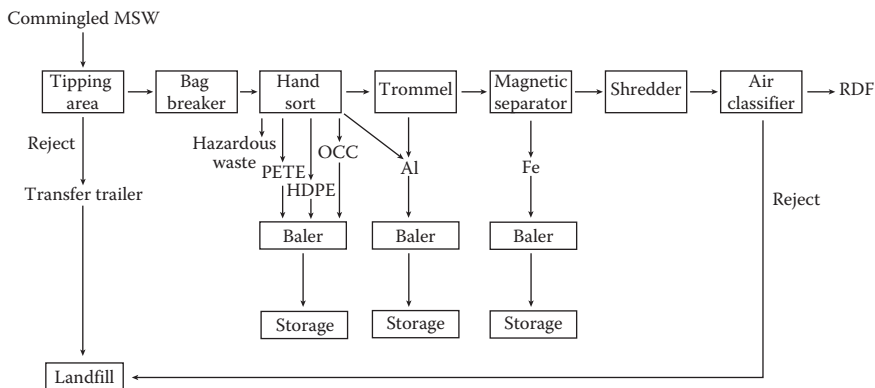 Commingled MSW
Tipping
area
Bag
breaker
Hand
sort
Trommel
Magnetic
separator
Shredder
Air
classifier
RDF
Reject
Hazardous
waste
PETE
HDPE
OCC
Al
Fe
Transfer trailer
Reject
Baler
Baler
Baler
Storage
Storage
Storage
Landfill